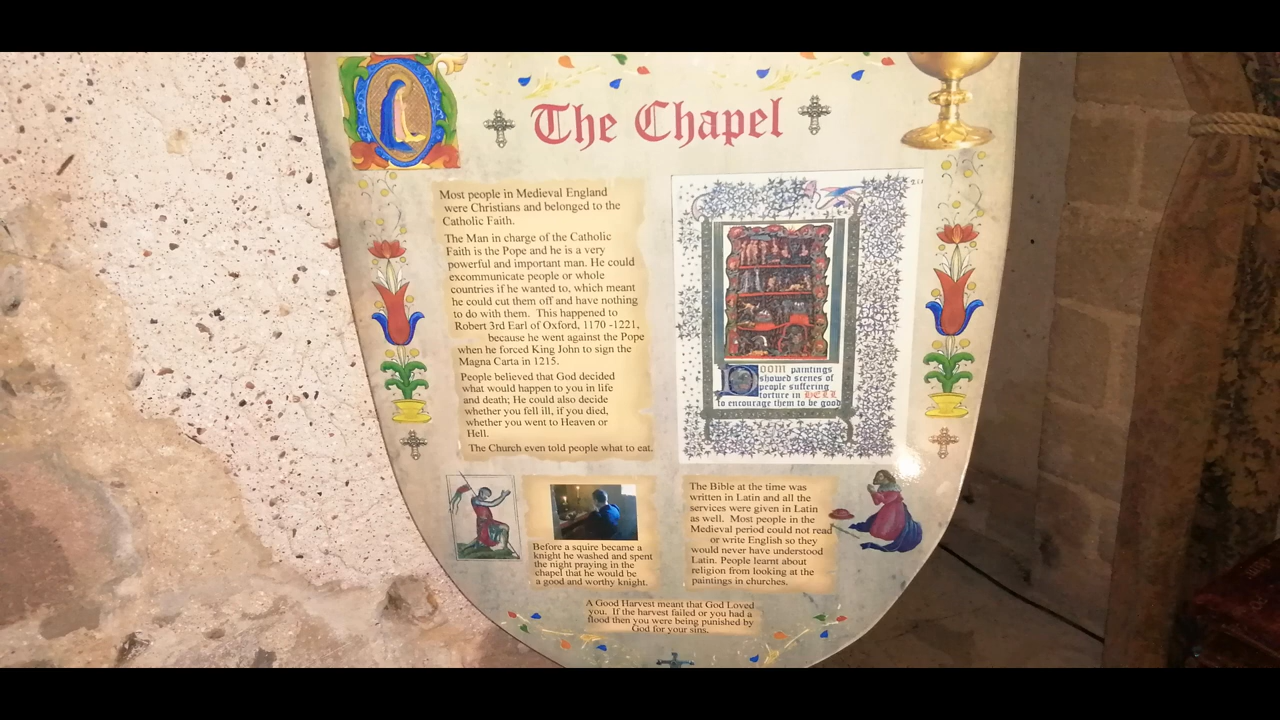 The Chapel
Most people in Medieval England
were Christians and belonged to the
Catholic Faith.
The Man in charge of the Catholic
Faith is the Pope and he is a very
powerful and important man. He could
excommunicate people or whole
countries if he wanted to, which meant
he could cut them off and have nothing
to do with them. This happened to
Robert 3rd Earl of Oxford, 1170 -1221,
because he went against the Pope
when he forced King John to sign the
Magna Carta in 1215.
People believed that God decided
what would happen to you in life
and death; He could also decide
whether you fell ill, if you died,
whether you went to Heaven or
Hell.
The Church even told people what to eat.
DOOM paintings
showed scenes of
people suffering
torture in HELL
to encourage them to be good
Before a squire became a
knight he washed and spent
the night praying in the
chapel that he would be
a good and worthy knight.
The Bible at the time was
written in Latin and all the
services were given in Latin
as well. Most people in the
Medieval period could not read
or write English so they
would never have understood
Latin. People learnt about
religion from looking at the
paintings in churches.
A Good Harvest meant that God Loved
you. If the harvest failed or you had a
flood then you were being punished by
God for your sins.